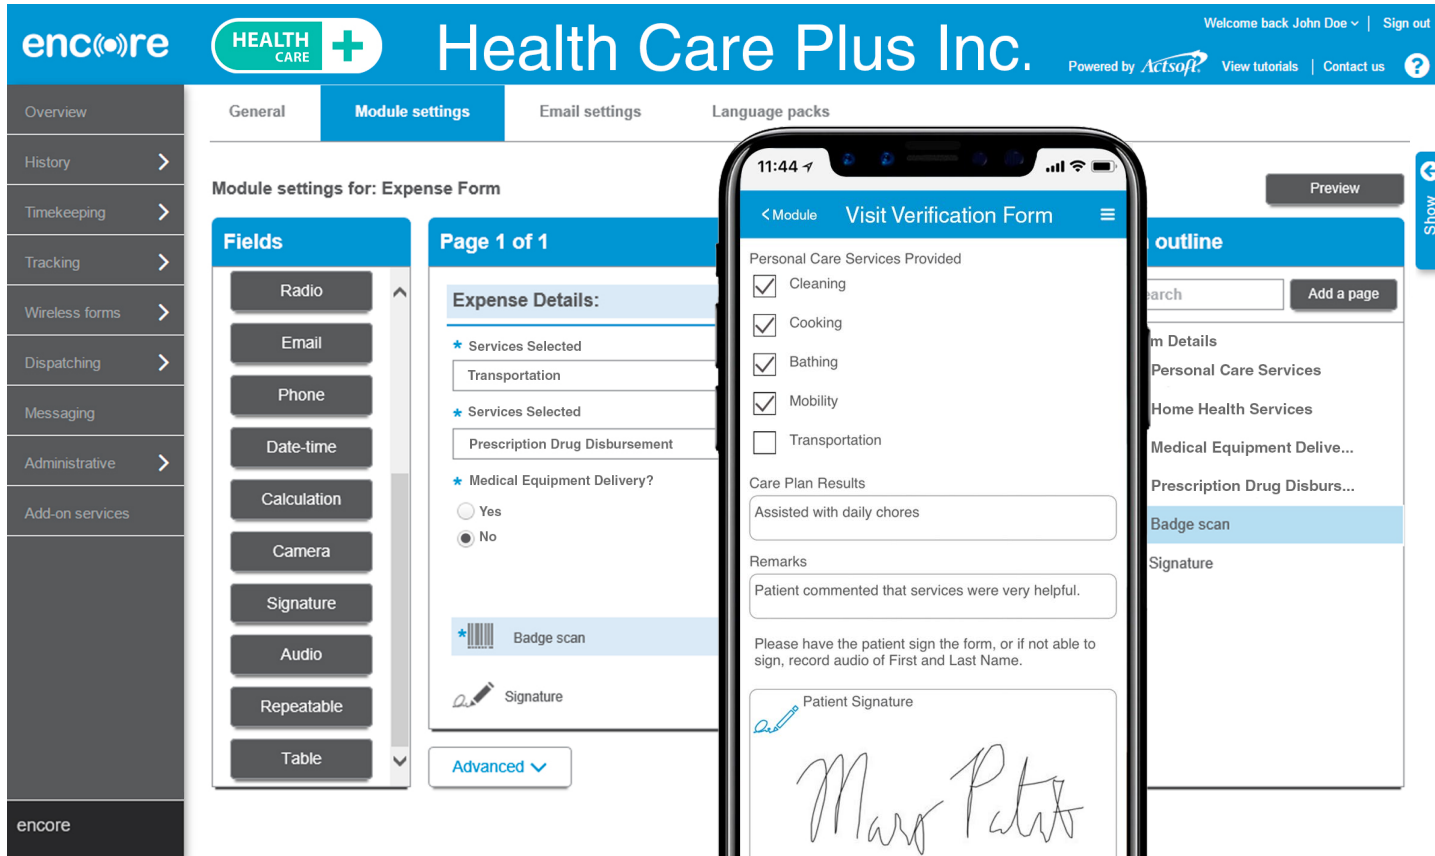 encore
HEALTH
CARE
Health Care Plus Inc.
Welcome back John Doe
Sign out
Powered by Actsoft
View tutorials
Contact us
?
Overview
History
Timekeeping
Tracking
Wireless forms
Dispatching
Messaging
Administrative
Add-on services
encore
General
Module settings
Email settings
Language packs
Module settings for: Expense Form
Preview
Show
Fields
Radio
Email
Phone
Date-time
Calculation
Camera
Signature
Audio
Repeatable
Table
Page 1 of 1
Expense Details:
* Services Selected
Transportation
* Services Selected
Prescription Drug Disbursement
* Medical Equipment Delivery?
Yes
No
* Badge scan
Signature
Advanced
11:44
< Module
Visit Verification Form
Personal Care Services Provided
Cleaning
Cooking
Bathing
Mobility
Transportation
Care Plan Results
Assisted with daily chores
Remarks
Patient commented that services were very helpful.
Please have the patient sign the form, or if not able to
sign, record audio of First and Last Name.
Patient Signature
outline
earch
Add a page
m Details
Personal Care Services
Home Health Services
Medical Equipment Delive...
Prescription Drug Disburs...
Badge scan
Signature